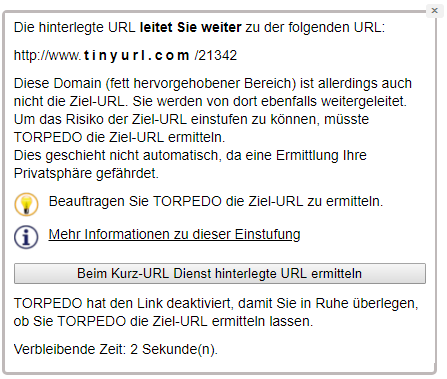 Die hinterlegte URL leitet Sie weiter zu der folgenden URL:
http://www.tinyurl.com/21342
Diese Domain (fett hervorgehobener Bereich) ist allerdings auch
nicht die Ziel-URL. Sie werden von dort ebenfalls weitergeleitet.
Um das Risiko der Ziel-URL einstufen zu können, müsste
TORPEDO die Ziel-URL ermitteln.
Dies geschieht nicht automatisch, da eine Ermittlung Ihre
Privatsphäre gefährdet.
Beauftragen Sie TORPEDO die Ziel-URL zu ermitteln.
Mehr Informationen zu dieser Einstufung
Beim Kurz-URL Dienst hinterlegte URL ermitteln
TORPEDO hat den Link deaktiviert, damit Sie in Ruhe überlegen,
ob Sie TORPEDO die Ziel-URL ermitteln lassen.
Verbleibende Zeit: 2 Sekunde(n).